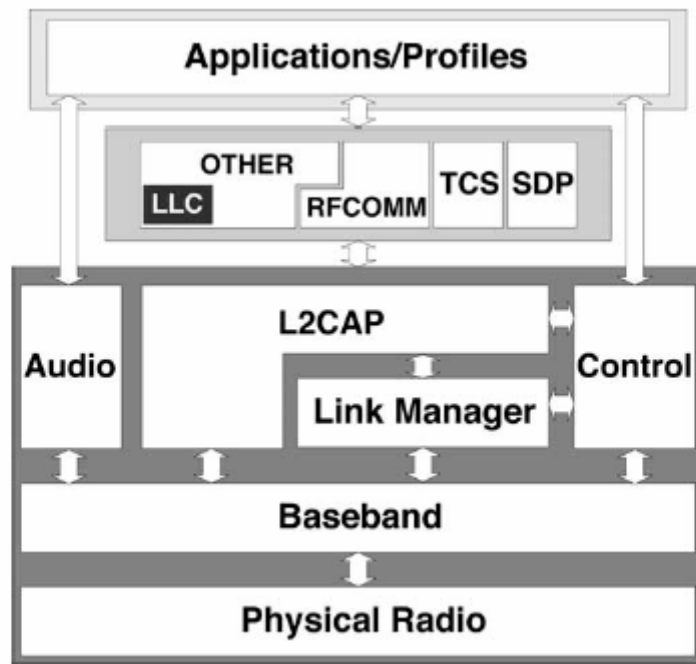 Applications/Profiles
OTHER
LLC
RFCOMM
TCS
SDP
Audio
L2CAP
Link Manager
Control
Baseband
Physical Radio